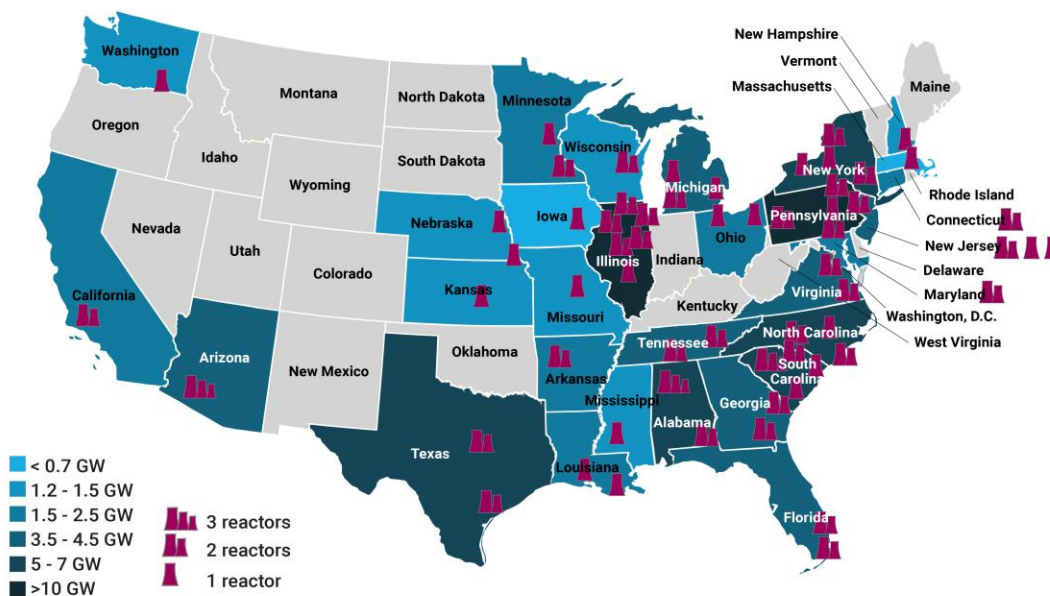 New Hampshire
Vermont
Massachusetts
Washington
Montana
North Dakota
Minnesota
Maine
Oregon
Idaho
South Dakota
Wisconsin
Wyoming
Michigan
New York
Rhode Island
Nebraska
Iowa
Pennsylvania
Connecticut
Nevada
Utah
Colorado
Illinois
Indiana
Ohio
New Jersey
Delaware
California
Kansas
Missouri
Kentucky
Virginia
Maryland
Washington, D.C.
West Virginia
Arizona
New Mexico
Oklahoma
Arkansas
Tennessee
North Carolina
South
Carolina
Mississippi
Alabama
Georgia
Texas
Louisiana
Florida
< 0.7 GW
1.2 - 1.5 GW
1.5 - 2.5 GW
3.5 - 4.5 GW
5 - 7 GW
>10 GW
3 reactors
2 reactors
1 reactor